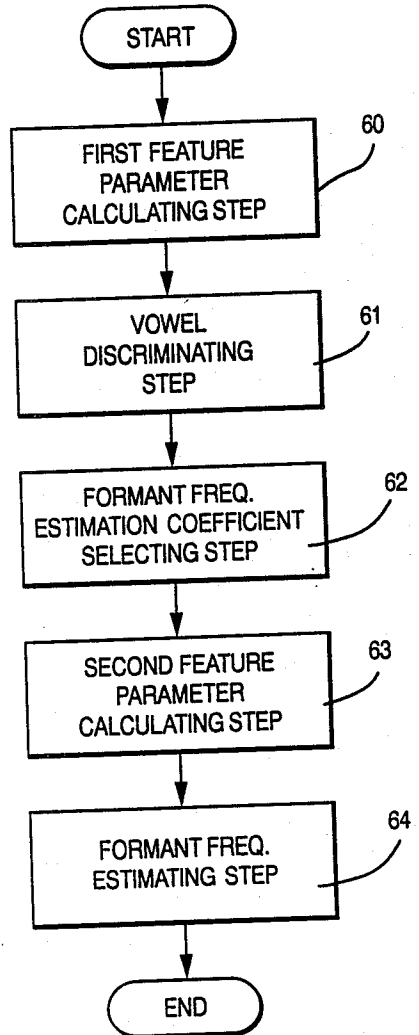 START
60
FIRST FEATURE
PARAMETER
CALCULATING STEP
61
VOWEL
DISCRIMINATING
STEP
62
FORMANT FREQ.
ESTIMATION COEFFICIENT
SELECTING STEP
63
SECOND FEATURE
PARAMETER
CALCULATING STEP
64
FORMANT FREQ.
ESTIMATING STEP
END